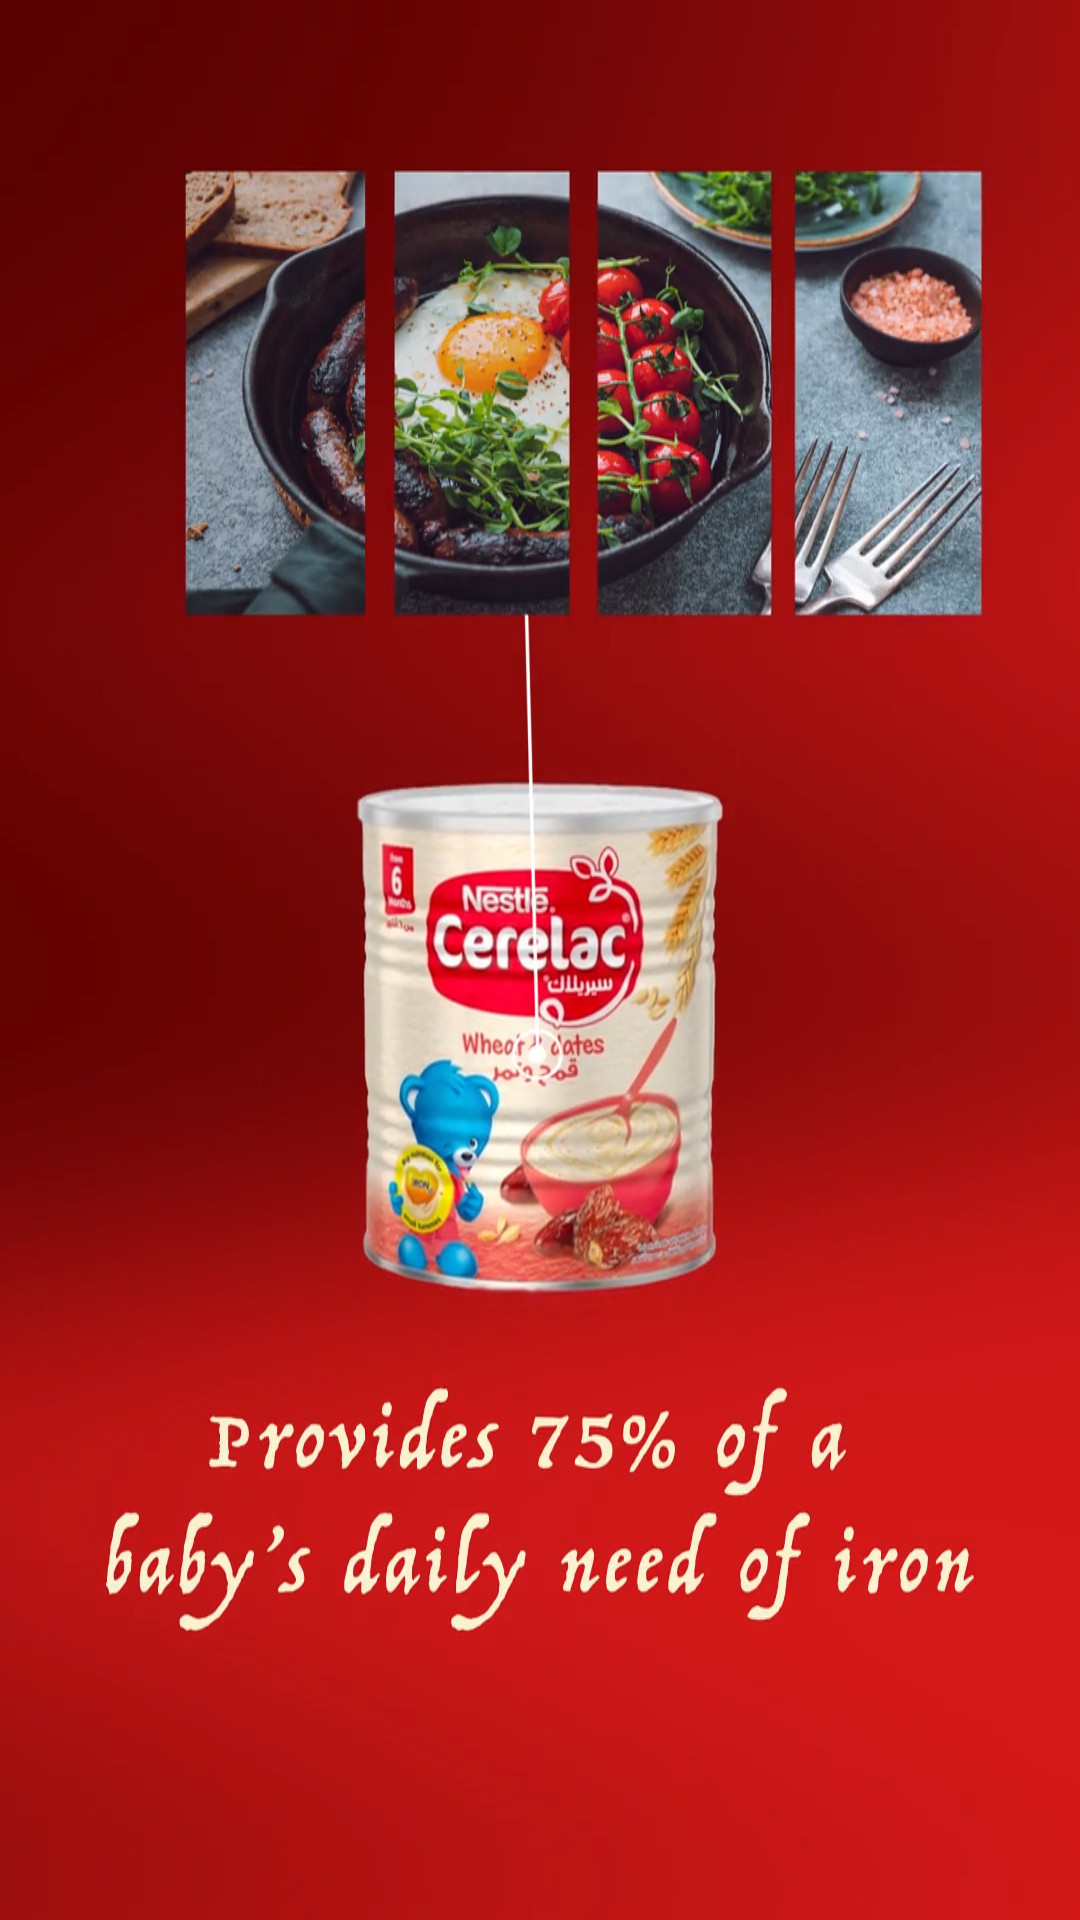 from
6
Months
Nestlé
Cerelac
سيريلاك
Wheat & dates
قمح وتمر
IRON
Provides 75% of a
baby's daily need of iron